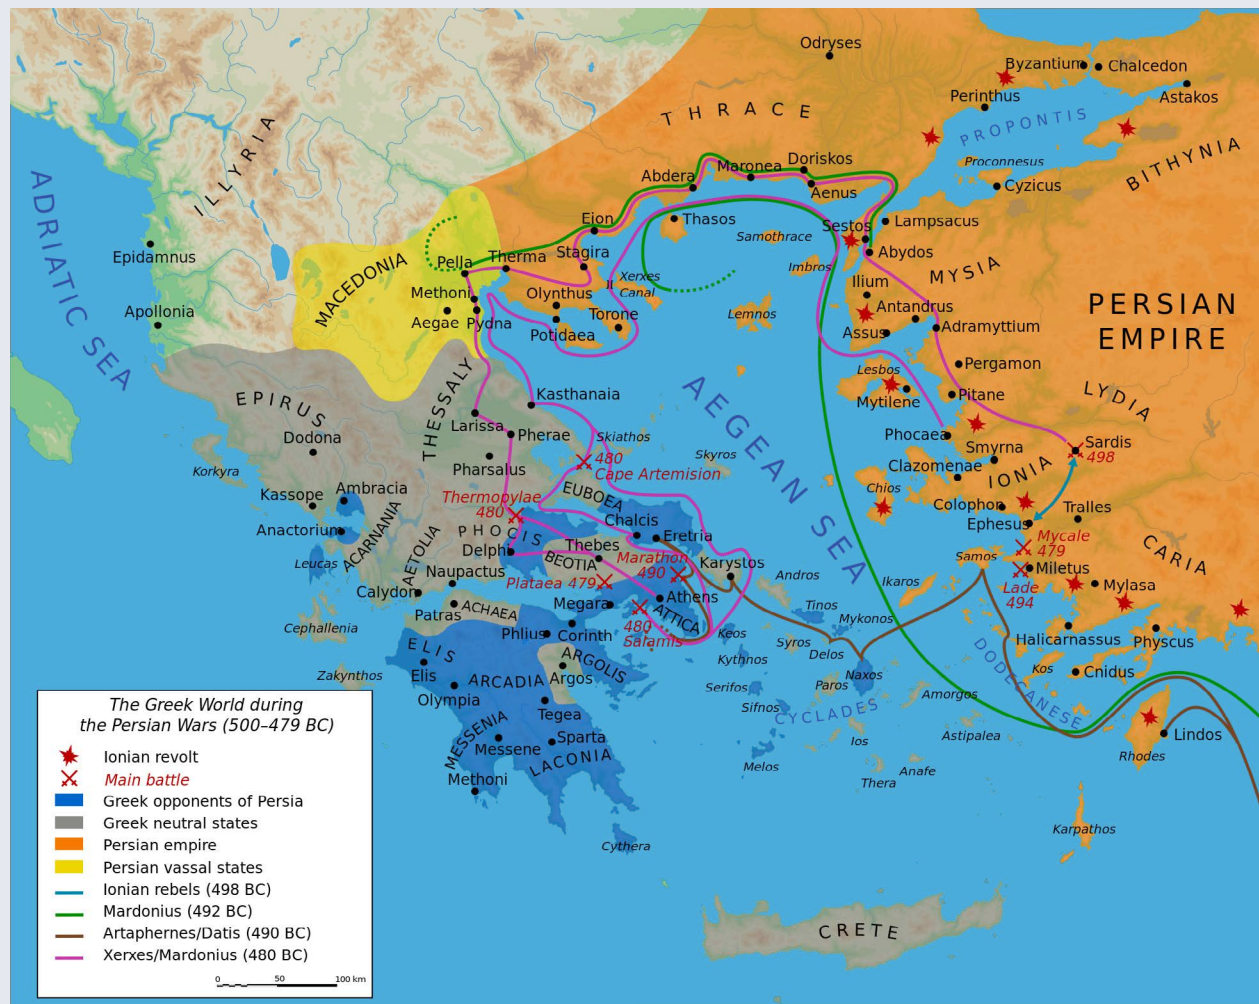 Odryses
Byzantium
Chalcedon
Perinthus
Astakos
THRACE
PROPONTIS
ILLYRIA
BITHYNIA
Maronea
Doriskos
Proconnesus
Abdera
Aenus
Cyzicus
ADRIATIC SEA
Eion
Thasos
Sestos
Lampsacus
Samothrace
Epidamnus
Pella
Therma
Stagira
Abydos
MACEDONIA
Imbros
MYSIA
Xerxes
Canal
Methoni
Olynthus
Ilium
Apollonia
Aegae
Pydna
Torone
Lemnos
Antandrus
PERSIAN
EMPIRE
Potidaea
Assus
Adramyttium
Pergamon
THESSALY
Lesbos
AEGEAN SEA
EPIRUS
Kasthanaia
Mytilene
Pitane
LYDIA
Larissa
Dodona
Pherae
Skiathos
Phocaea
Sardis
498
Smyrna
Korkyra
Pharsalus
480
Cape Artemision
Skyros
Clazomenae
IONIA
Kassope
Ambracia
Thermopylae
480
EUBOEA
Chios
Colophon
Tralles
Anactorium
ACARNANIA
PHOCIS
Chalcis
Ephesus
Eretria
Mycale
479
CARIA
Leucas
AETOLIA
Delphi
Thebes
BEOTIA
Marathon
490
Karystos
Samos
Miletus
Naupactus
Plataea 479
Andros
Ikaros
Lade
494
Mylasa
Calydon
Patras
ACHAEA
Megara
Athens
ATTICA
Tinos
Mykonos
Cephallenia
Phlius
Corinth
480
Salamis
Keos
Syros
Delos
Halicarnassus
Physcus
ELIS
ARGOLIS
Kythnos
DODECANESE
Kos
Zakynthos
Elis
ARCADIA
Argos
Serifos
Paros
Naxos
Cnidus
Olympia
Sifnos
Amorgos
Tegea
CYCLADES
MESSENIA
Messene
Sparta
Ios
Astipalea
Lindos
LACONIA
Melos
Anafe
Rhodes
Methoni
Thera
Karpathos
Cythera
CRETE
The Greek World during
the Persian Wars (500–479 BC)
Ionian revolt
Main battle
Greek opponents of Persia
Greek neutral states
Persian empire
Persian vassal states
Ionian rebels (498 BC)
Mardonius (492 BC)
Artaphernes/Datis (490 BC)
Xerxes/Mardonius (480 BC)
0 50 100 km